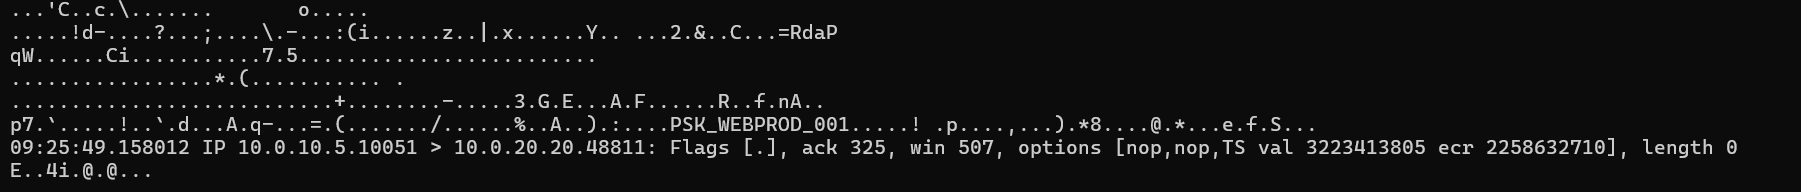 ...'C..c.\.......       o.....
.....!d-....?...;....\.-...:(i......z..|.x......Y.. ...2.&..C...=RdaP
qW......Ci...........7.5.........................
.................*.(........... .
...........................+........-.....3.G.E...A.F......R..f.nA..
p7.`.....!..`.d...A.q-...=.(......./......%..A..).:....PSK_WEBPROD_001.....! .p....,...).*8....@.*...e.f.S...
09:25:49.158012 IP 10.0.10.5.10051 > 10.0.20.20.48811: Flags [.], ack 325, win 507, options [nop,nop,TS val 3223413805 ecr 2258632710], length 0
E..4i.@.@...